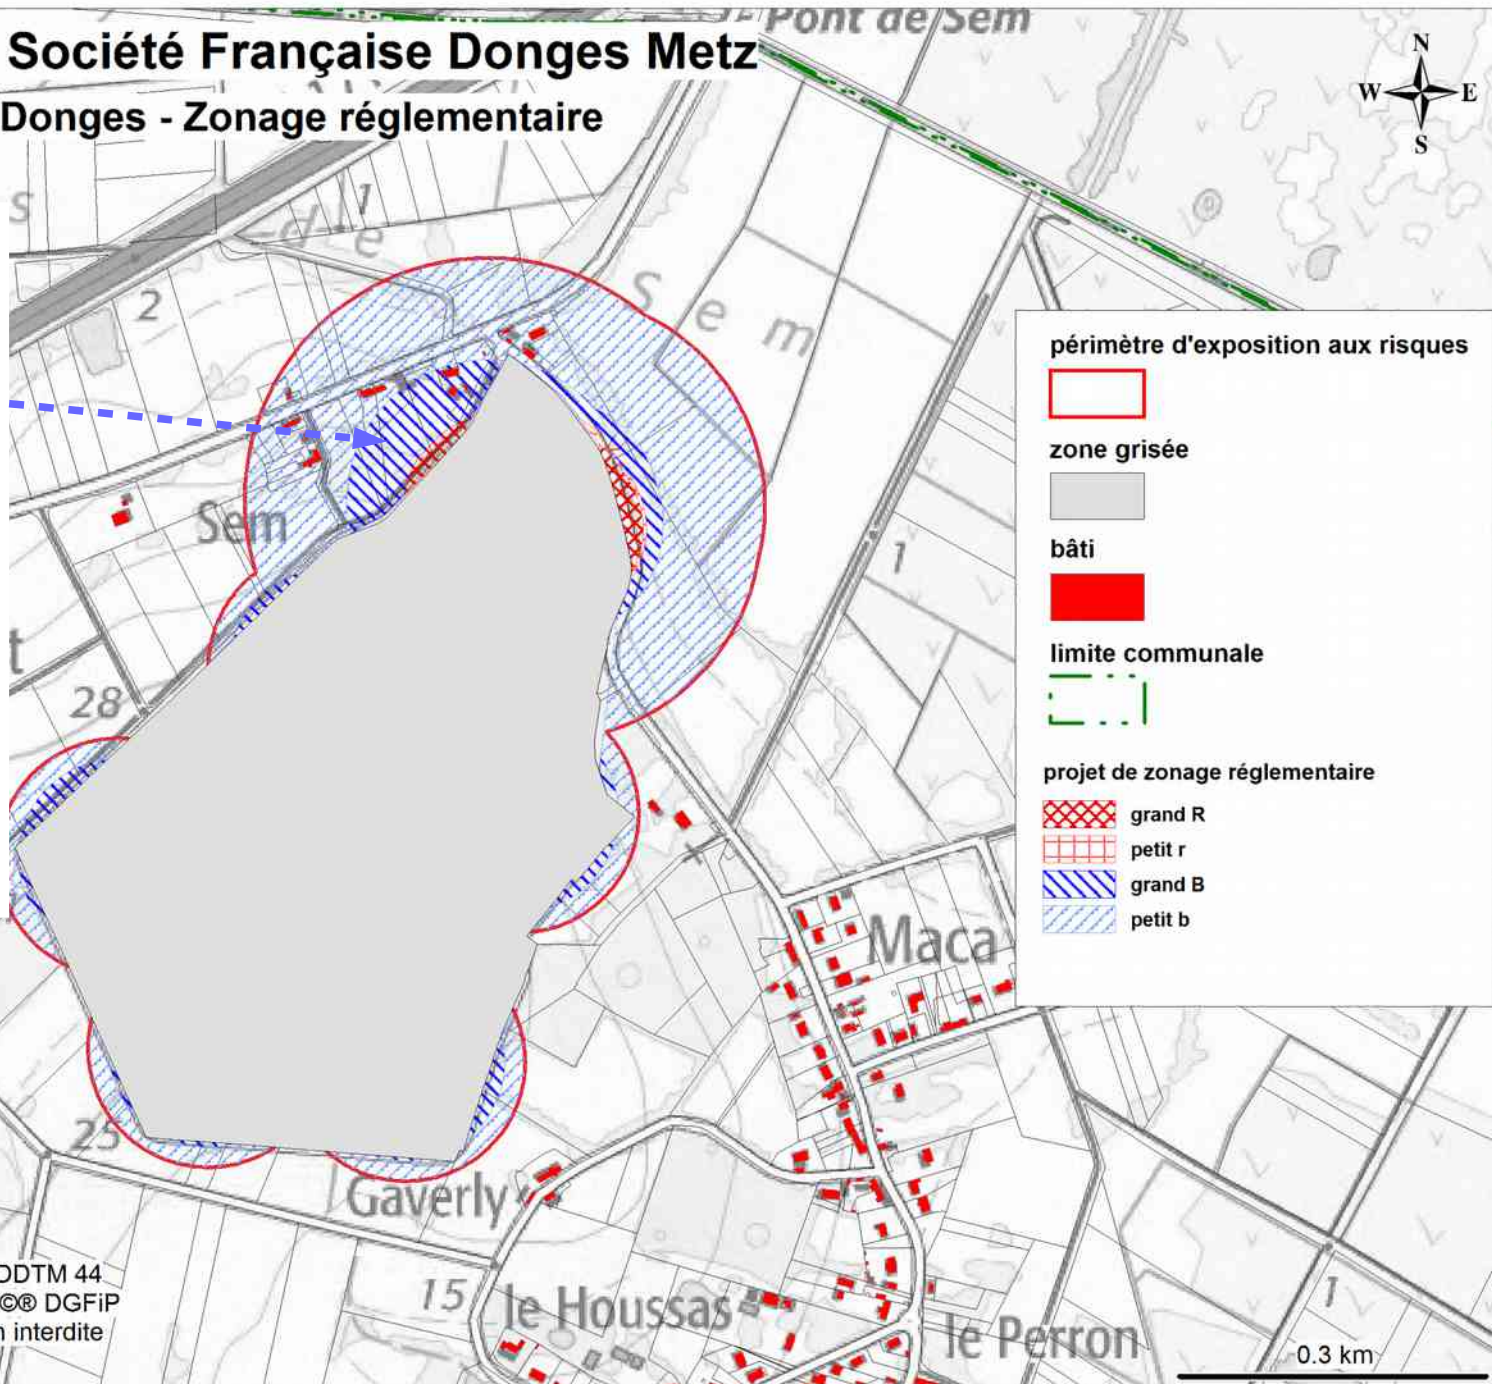 Pont de Sem
Société Française Donges Metz
Donges - Zonage réglementaire
N
W E
S
s
1
de
2
Sem
périmètre d'exposition aux risques
zone grisée
bâti
limite communale
projet de zonage réglementaire
grand R
petit r
grand B
petit b
Sem
1
t
28
Maca
25
Gaverly
DDTM 44
©® DGFiP
n interdite
15
le Houssas
le Perron
1
0.3 km